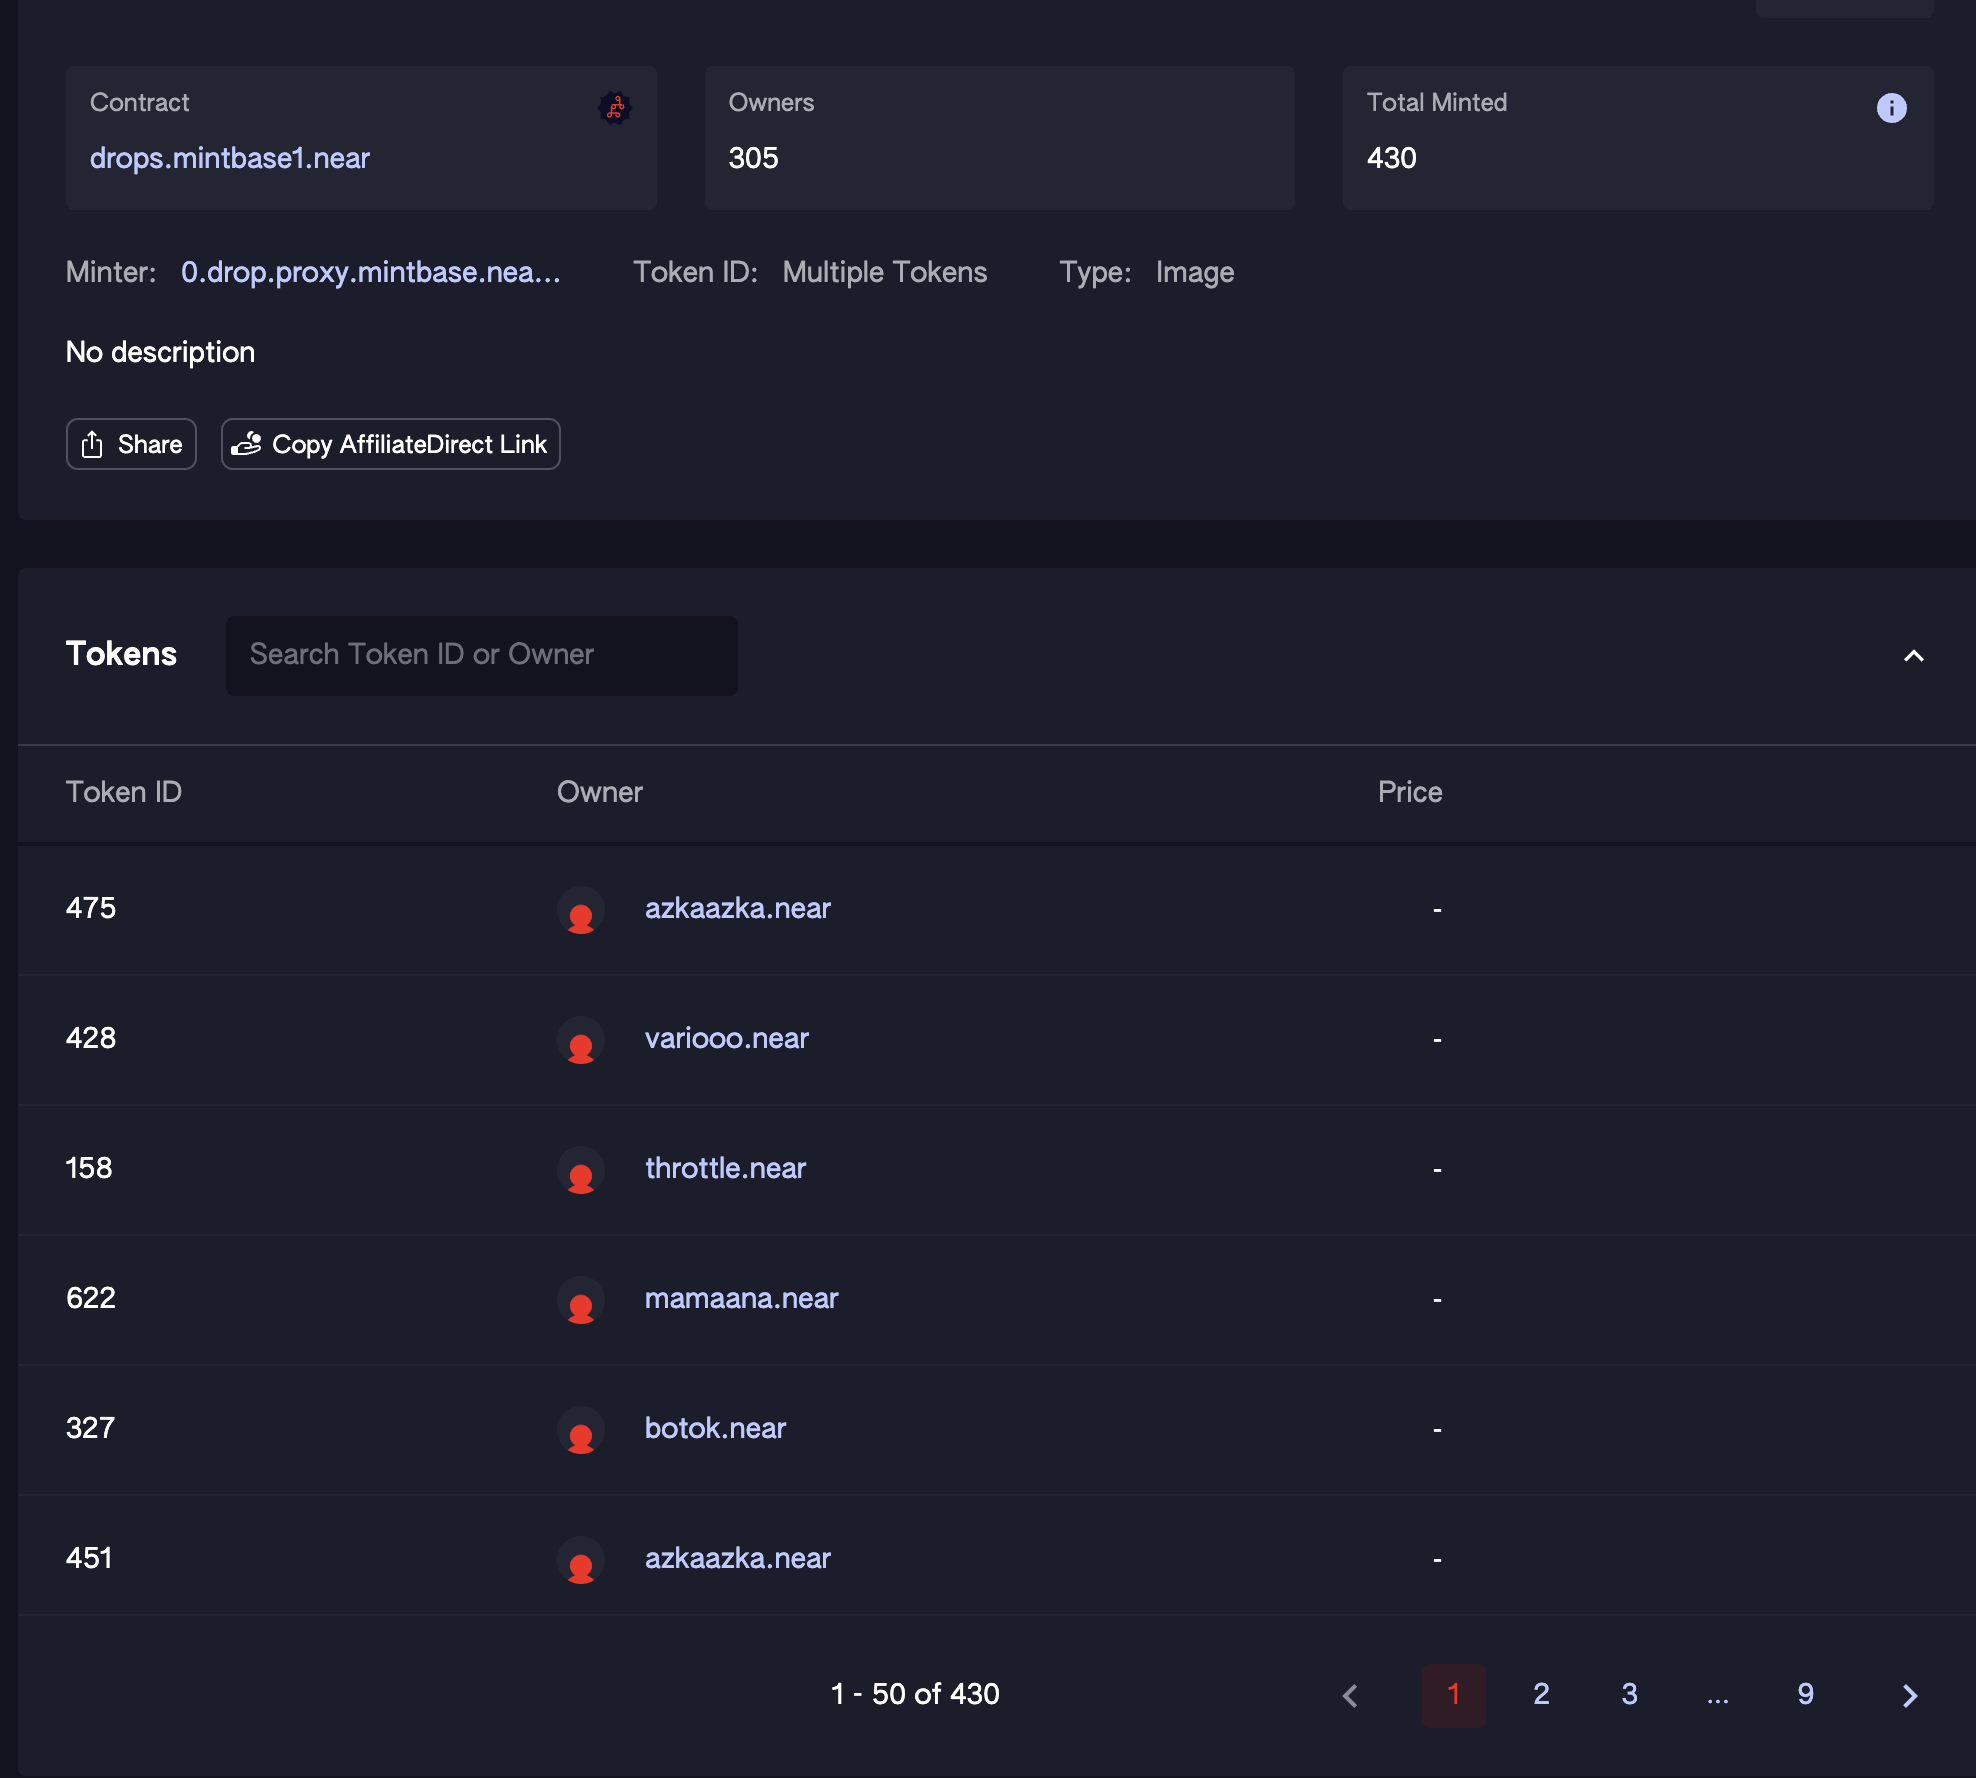 Contract
drops.mintbase1.near
Owners
305
Total Minted
430
Minter: 0.drop.proxy.mintbase.nea... Token ID: Multiple Tokens Type: Image
No description
Share Copy AffiliateDirect Link
Tokens Search Token ID or Owner
Token ID Owner Price
475 azkaazka.near -
428 variooo.near -
158 throttle.near -
622 mamaana.near -
327 botok.near -
451 azkaazka.near -
1 - 50 of 430 1 2 3 ... 9